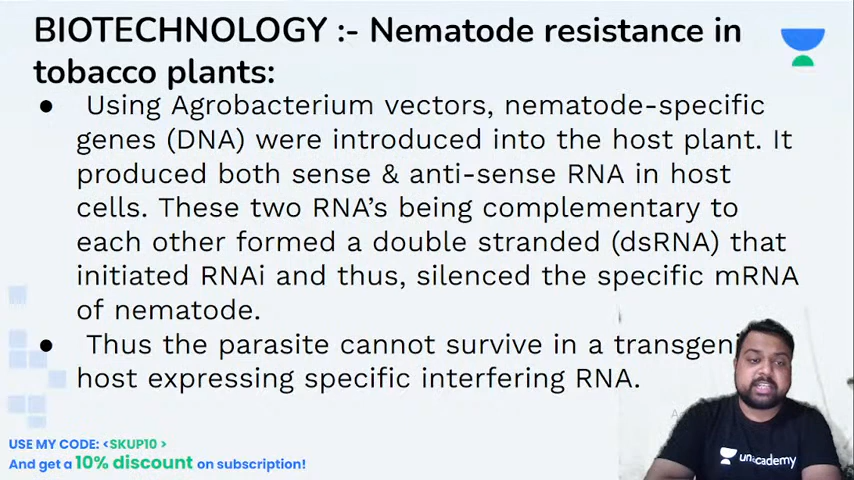 BIOTECHNOLOGY :- Nematode resistance in
tobacco plants:
● Using Agrobacterium vectors, nematode-specific
genes (DNA) were introduced into the host plant. It
produced both sense & anti-sense RNA in host
cells. These two RNA’s being complementary to
each other formed a double stranded (dsRNA) that
initiated RNAi and thus, silenced the specific mRNA
of nematode.
● Thus the parasite cannot survive in a
host expressing specific interfering RNA.
USE MY CODE: <SKUP10 >
And get a 10% discount on subscription!
unacademy